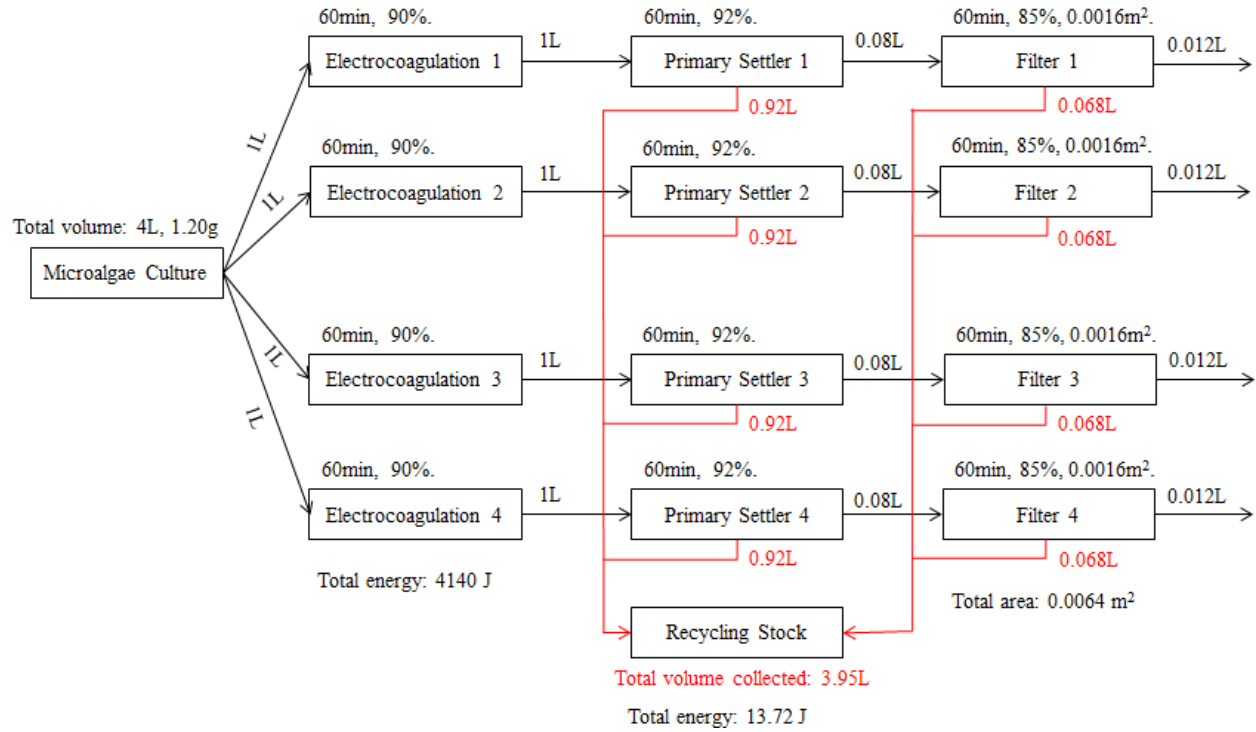 60min, 90%.
60min, 92%.
60min, 85%, 0.0016m².
Electrocoagulation 1
1L
Primary Settler 1
0.08L
Filter 1
0.012L
0.92L
0.068L
1L
60min, 90%.
60min, 92%.
60min, 85%, 0.0016m².
Electrocoagulation 2
1L
Primary Settler 2
0.08L
Filter 2
0.012L
1L
0.92L
0.068L
Total volume: 4L, 1.20g
Microalgae Culture
60min, 90%.
60min, 92%.
60min, 85%, 0.0016m².
1L
Electrocoagulation 3
1L
Primary Settler 3
0.08L
Filter 3
0.012L
0.92L
0.068L
1L
60min, 90%.
60min, 92%.
60min, 85%, 0.0016m².
Electrocoagulation 4
1L
Primary Settler 4
0.08L
Filter 4
0.012L
0.92L
0.068L
Total energy: 4140 J
Total area: 0.0064 m²
Recycling Stock
Total volume collected: 3.95L
Total energy: 13.72 J